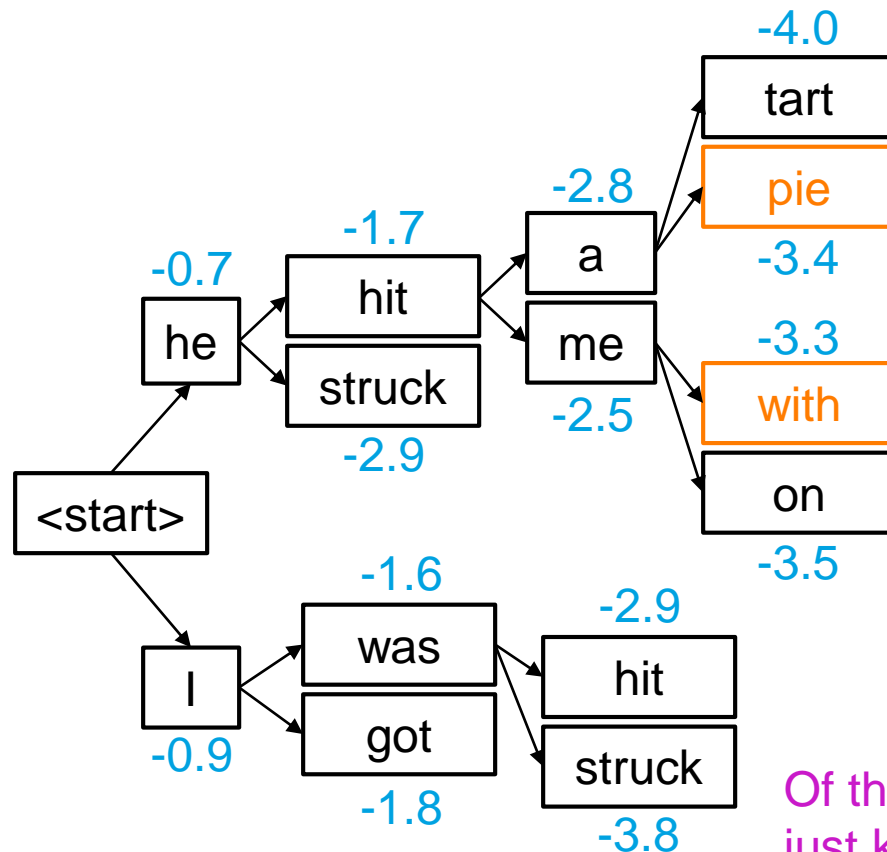 -4.0
tart
pie
-3.4
-2.8
a
-1.7
hit
-0.7
he
me
-2.5
struck
-2.9
-3.3
with
on
-3.5
<start>
-1.6
was
-2.9
hit
I
-0.9
got
-1.8
struck
-3.8
Of th
just k